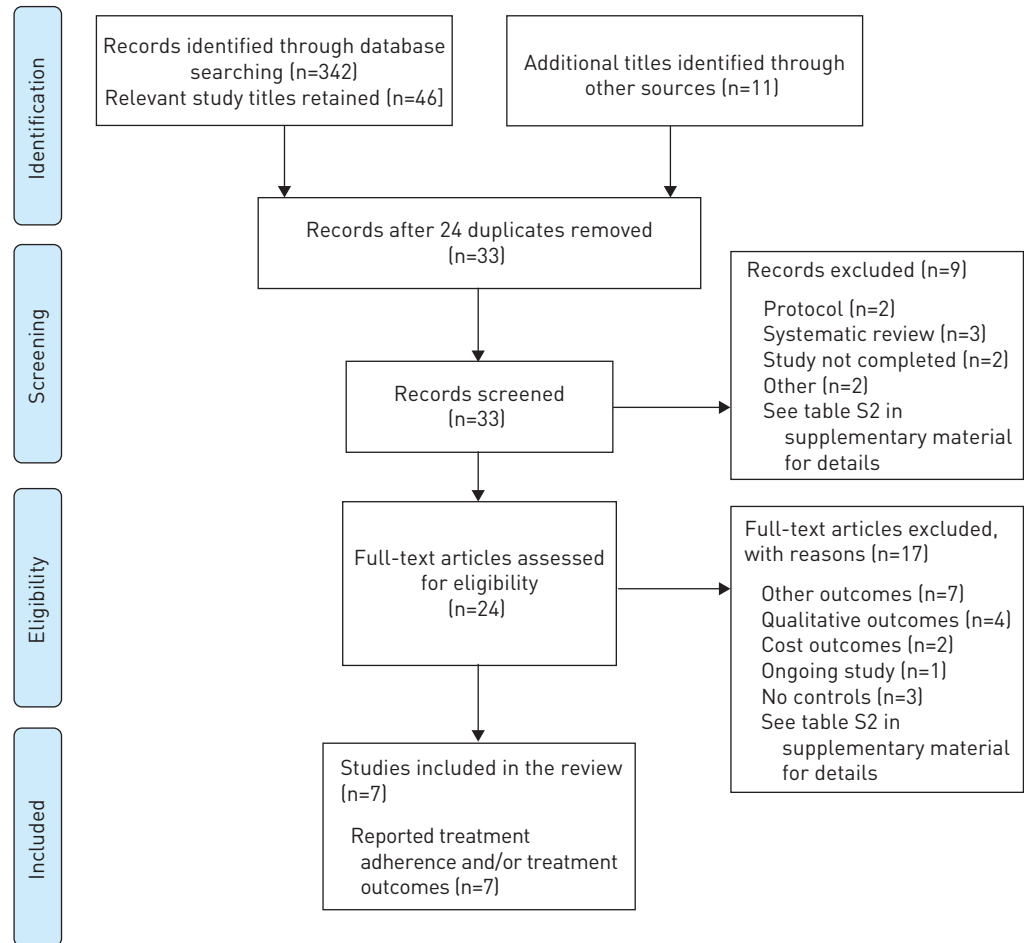 Identification
Records identified through database
searching (n=342)
Relevant study titles retained (n=46]
Additional titles identified through
other sources (n=11)
Records after 24 duplicates removed
(n=33)
Screening
Records screened
(n=33)
Records excluded (n=9)
Protocol (n=2)
Systematic review (n=3)
Study not completed (n=2)
Other (n=2)
See table S2 in
supplementary material
for details
Eligibility
Full-text articles assessed
for eligibility
(n=24)
Full-text articles excluded,
with reasons (n=17)
Other outcomes (n=7)
Qualitative outcomes (n=4)
Cost outcomes (n=2)
Ongoing study (n=1)
No controls (n=3)
See table S2 in
supplementary material
for details
Included
Studies included in the review
(n=7)
Reported treatment
adherence and/or treatment
outcomes (n=7)